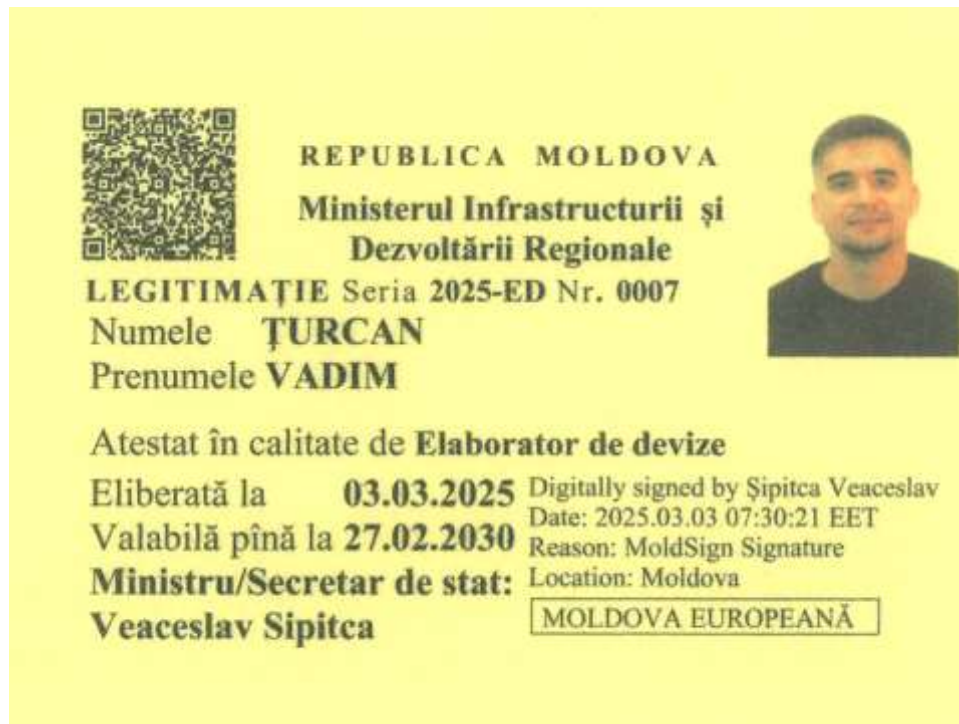 REPUBLICA MOLDOVA
Ministerul Infrastructurii și
Dezvoltării Regionale
LEGITIMAȚIE Seria 2025-ED Nr. 0007
Numele ȚURCAN
Prenumele VADIM
Atestat în calitate de Elaborator de devize
Eliberată la 03.03.2025
Valabilă pînă la 27.02.2030
Ministru/Secretar de stat:
Veaceslav Sipitca
Digitally signed by Șipitca Veaceslav
Date: 2025.03.03 07:30:21 EET
Reason: MoldSign Signature
Location: Moldova
MOLDOVA EUROPEANĂ